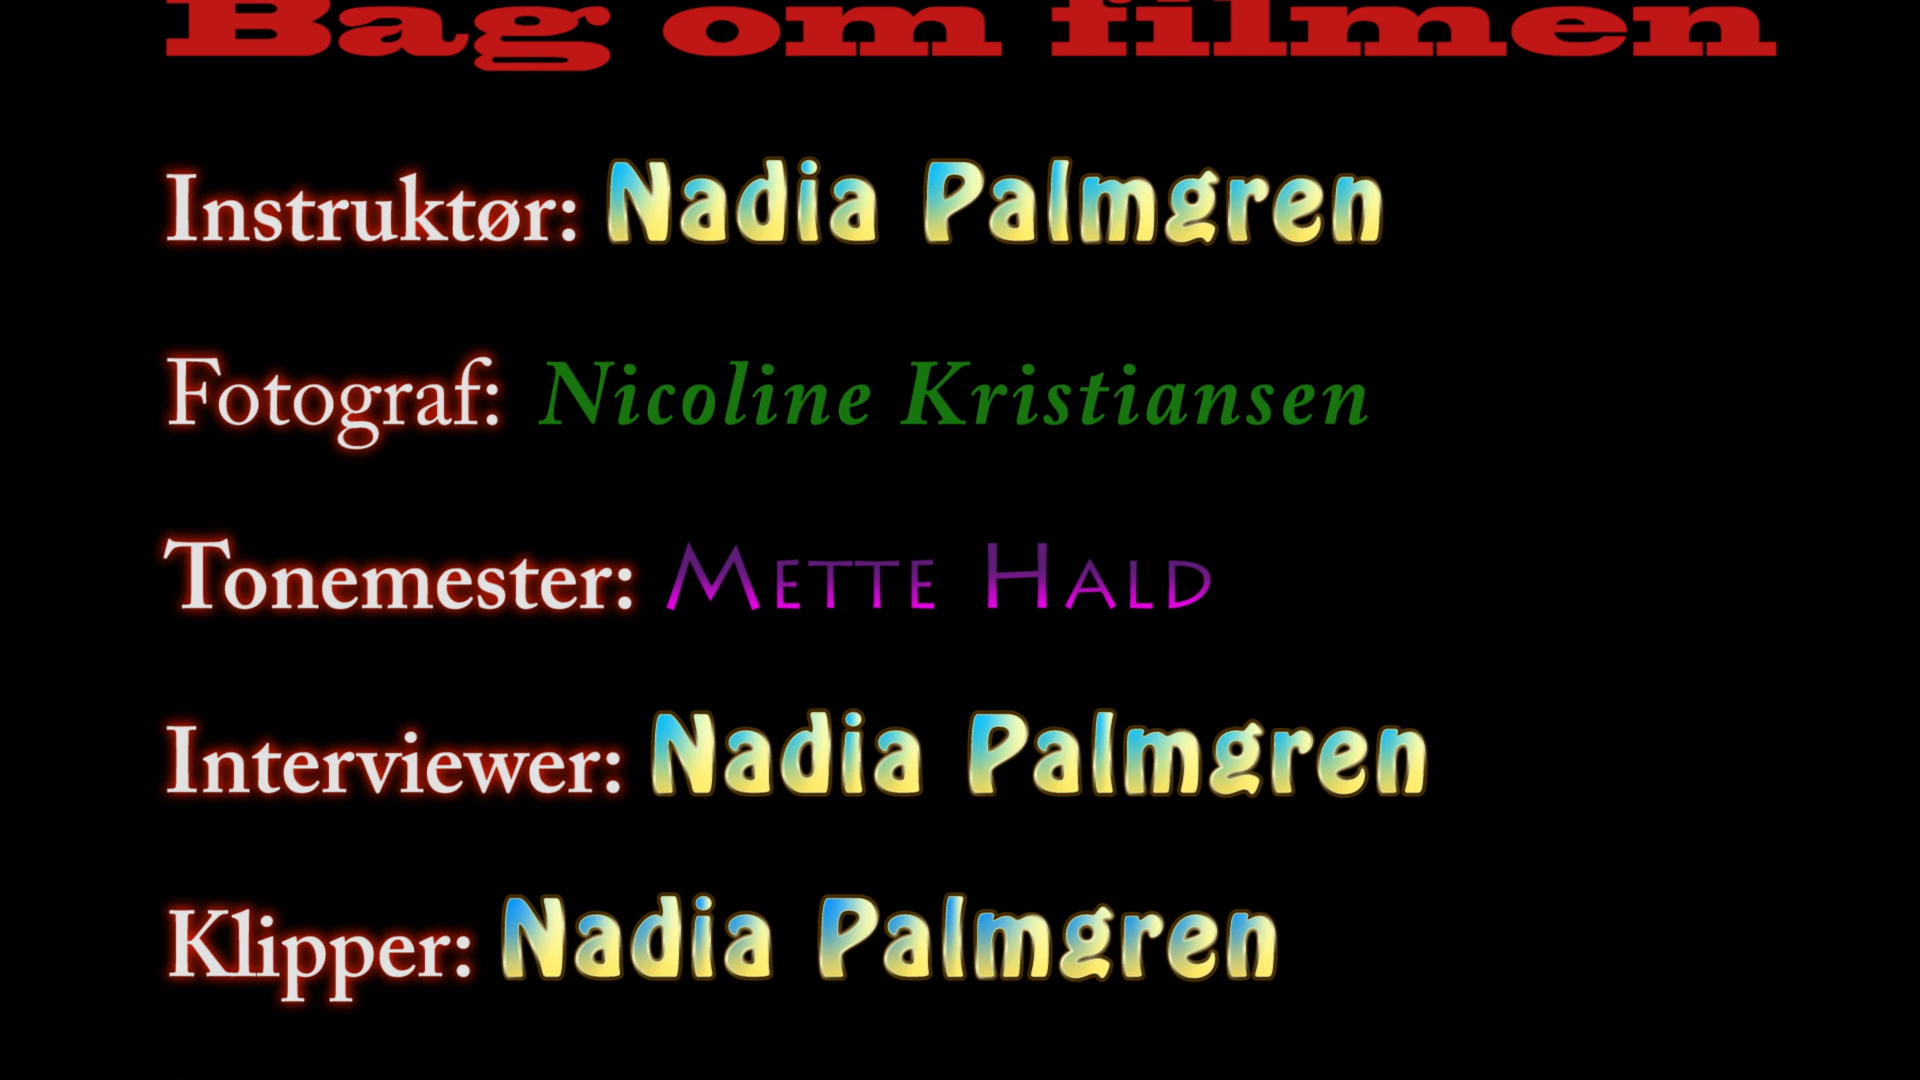 Bag om filmen
Instruktør: Nadia Palmgren
Fotograf: Nicoline Kristiansen
Tonemester: Mette Hald
Interviewer: Nadia Palmgren
Klipper: Nadia Palmgren